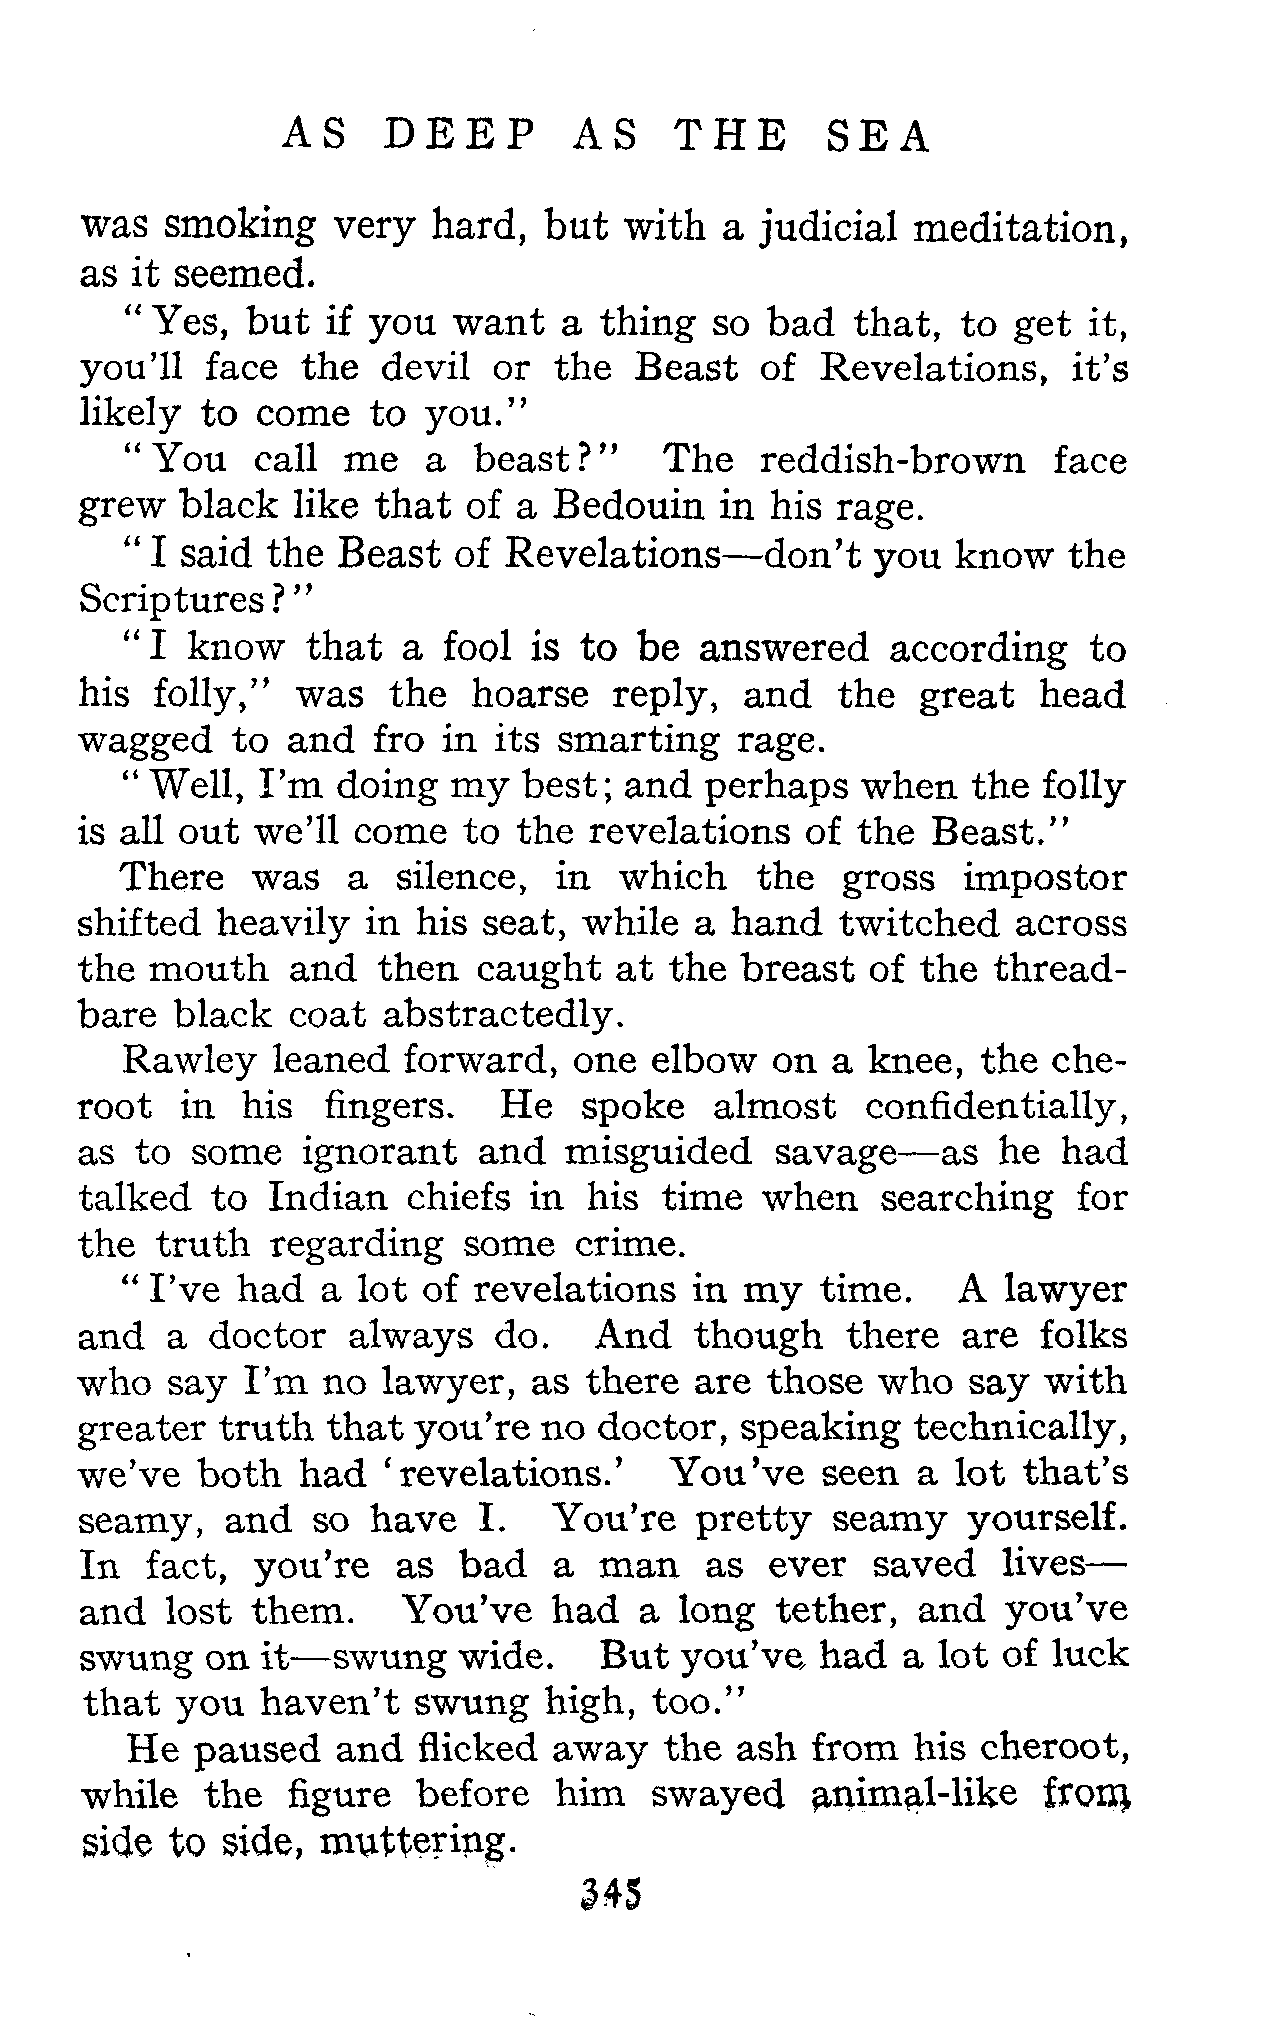 AS DEEP AS THE SEA
was smoking very hard, but with a judicial meditation,
as it seemed.
"Yes, but if you want a thing so bad that, to get it,
you'll face the devil or the Beast of Revelations, it's
likely to come to you."
"You call me a beast?" The reddish-brown face
grew black like that of a Bedouin in his rage.
"I said the Beast of Revelations—don't you know the
Scriptures?"
"I know that a fool is to be answered according to
his folly," was the hoarse reply, and the great head
wagged to and fro in its smarting rage.
"Well, I'm doing my best; and perhaps when the folly
is all out we'll come to the revelations of the Beast."
There was a silence, in which the gross impostor
shifted heavily in his seat, while a hand twitched across
the mouth and then caught at the breast of the thread-
bare black coat abstractedly.
Rawley leaned forward, one elbow on a knee, the che-
root in his fingers. He spoke almost confidentially,
as to some ignorant and misguided savage—as he had
talked to Indian chiefs in his time when searching for
the truth regarding some crime.
"I've had a lot of revelations in my time. A lawyer
and a doctor always do. And though there are folks
who say I'm no lawyer, as there are those who say with
greater truth that you're no doctor, speaking technically,
we've both had 'revelations.' You've seen a lot that's
seamy, and so have I. You're pretty seamy yourself.
In fact, you're as bad a man as ever saved lives—
and lost them. You've had a long tether, and you've
swung on it—swung wide. But you've had a lot of luck
that you haven't swung high, too."
He paused and flicked away the ash from his cheroot,
while the figure before him swayed animal-like from
side to side, muttering.
345